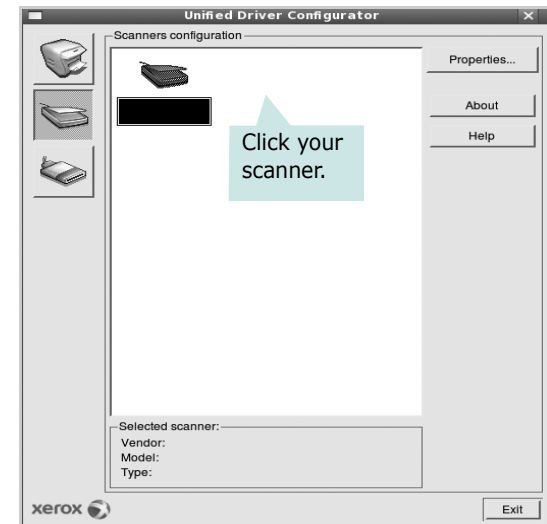 Unified Driver Configurator
Scanners configuration
Properties...
About
Help
Click your
scanner.
Selected scanner:
Vendor:
Model:
Type:
xerox
Exit